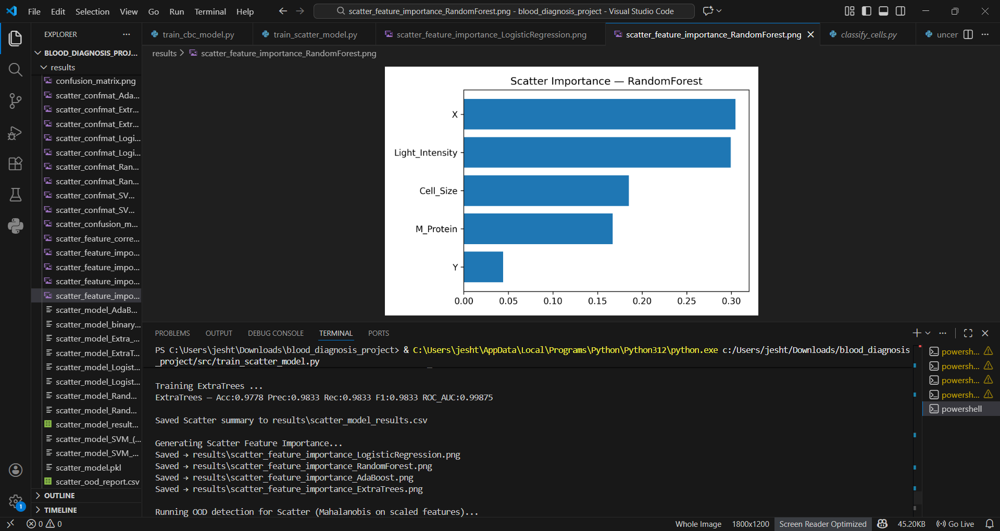 File Edit Selection View Go Run Terminal Help
scatter_feature_importance_RandomForest.png - blood_diagnosis_project - Visual Studio Code
EXPLORER
BLOOD_DIAGNOSIS_PROJ...
results
confusion_matrix.png
scatter_confmat_Ada...
scatter_confmat_Extr...
scatter_confmat_Extr...
scatter_confmat_Logi...
scatter_confmat_Logi...
scatter_confmat_Ran...
scatter_confmat_Ran...
scatter_confmat_SV...
scatter_confmat_SV...
scatter_confusion_m...
scatter_feature_corre...
scatter_feature_impo...
scatter_feature_impo...
scatter_feature_impo...
scatter_feature_impo...
scatter_model_AdaB...
scatter_model_binary...
scatter_model_Extra_...
scatter_model_ExtraT...
scatter_model_Logist...
scatter_model_Logist...
scatter_model_Rand...
scatter_model_Rand...
scatter_model_result...
scatter_model_SVM_(...
scatter_model_SVM_...
scatter_model.pkl
scatter_ood_report.csv
OUTLINE
TIMELINE
train_cbc_model.py
train_scatter_model.py
scatter_feature_importance_LogisticRegression.png
scatter_feature_importance_RandomForest.png
classify_cells.py
uncer
results > scatter_feature_importance_RandomForest.png
Scatter Importance — RandomForest
X
Light_Intensity
Cell_Size
M_Protein
Y
0.00 0.05 0.10 0.15 0.20 0.25 0.30
PROBLEMS OUTPUT DEBUG CONSOLE TERMINAL PORTS
PS C:\Users\jesht\Downloads\blood_diagnosis_project> & C:\Users\jesht\AppData\Local\Programs\Python\Python312\python.exe c:/Users/jesht/Downloads/blood_diagnosis
_project/src/train_scatter_model.py
Training ExtraTrees ...
ExtraTrees — Acc:0.9778 Prec:0.9833 Rec:0.9833 F1:0.9833 ROC_AUC:0.99875
Saved Scatter summary to results\scatter_model_results.csv
Generating Scatter Feature Importance...
Saved → results\scatter_feature_importance_LogisticRegression.png
Saved → results\scatter_feature_importance_RandomForest.png
Saved → results\scatter_feature_importance_AdaBoost.png
Saved → results\scatter_feature_importance_ExtraTrees.png
Running OOD detection for Scatter (Mahalanobis on scaled features)...
powersh...
powersh...
powersh...
powersh...
powershell
1
0 0
Whole Image 1800x1200 Screen Reader Optimized 45.20KB Go Live